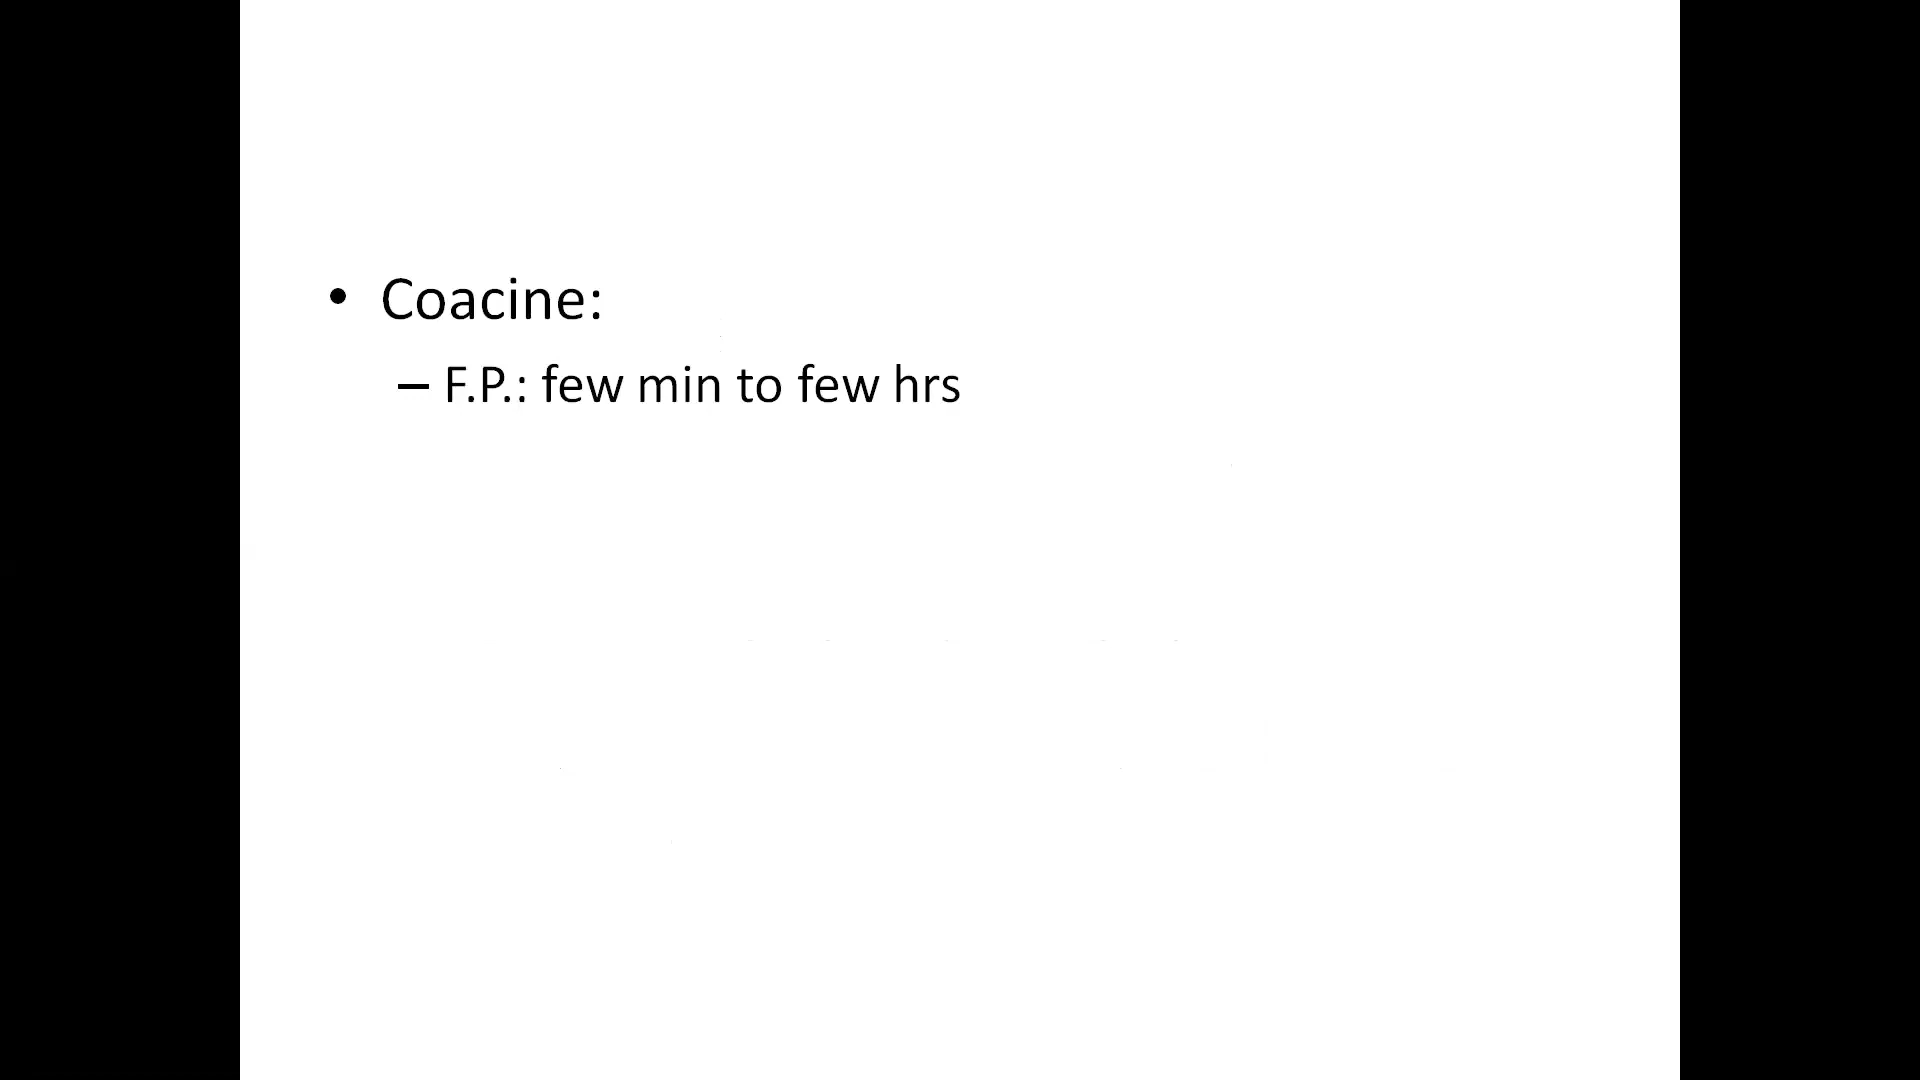 • Coacine:
– F.P.: few min to few hrs